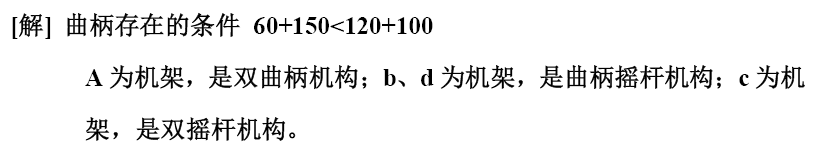 [解] 曲柄存在的条件 60+150<120+100
A 为机架，是双曲柄机构；b、d 为机架，是曲柄摇杆机构；c 为机
架，是双摇杆机构。